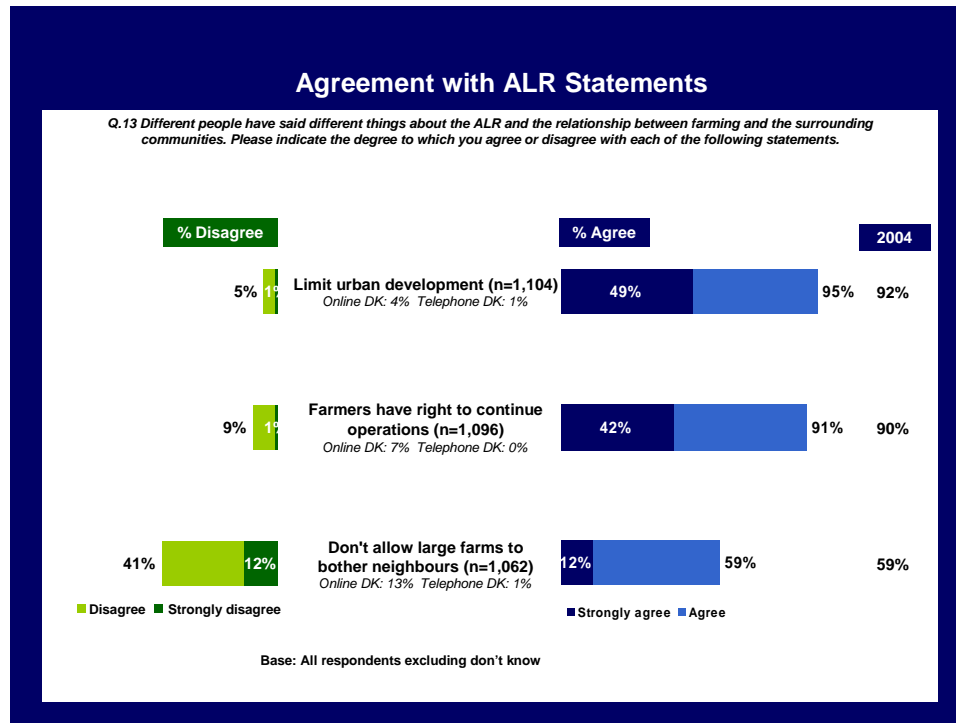 Agreement with ALR Statements
Q.13 Different people have said different things about the ALR and the relationship between farming and the surrounding
communities. Please indicate the degree to which you agree or disagree with each of the following statements.
% Disagree
% Agree
2004
5%
1%
Limit urban development (n=1,104)
Online DK: 4%  Telephone DK: 1%
49%
95%
92%
9%
1%
Farmers have right to continue
operations (n=1,096)
Online DK: 7%  Telephone DK: 0%
42%
91%
90%
41%
12%
Don't allow large farms to
bother neighbours (n=1,062)
Online DK: 13%  Telephone DK: 1%
12%
59%
59%
Disagree
Strongly disagree
Strongly agree
Agree
Base: All respondents excluding don’t know